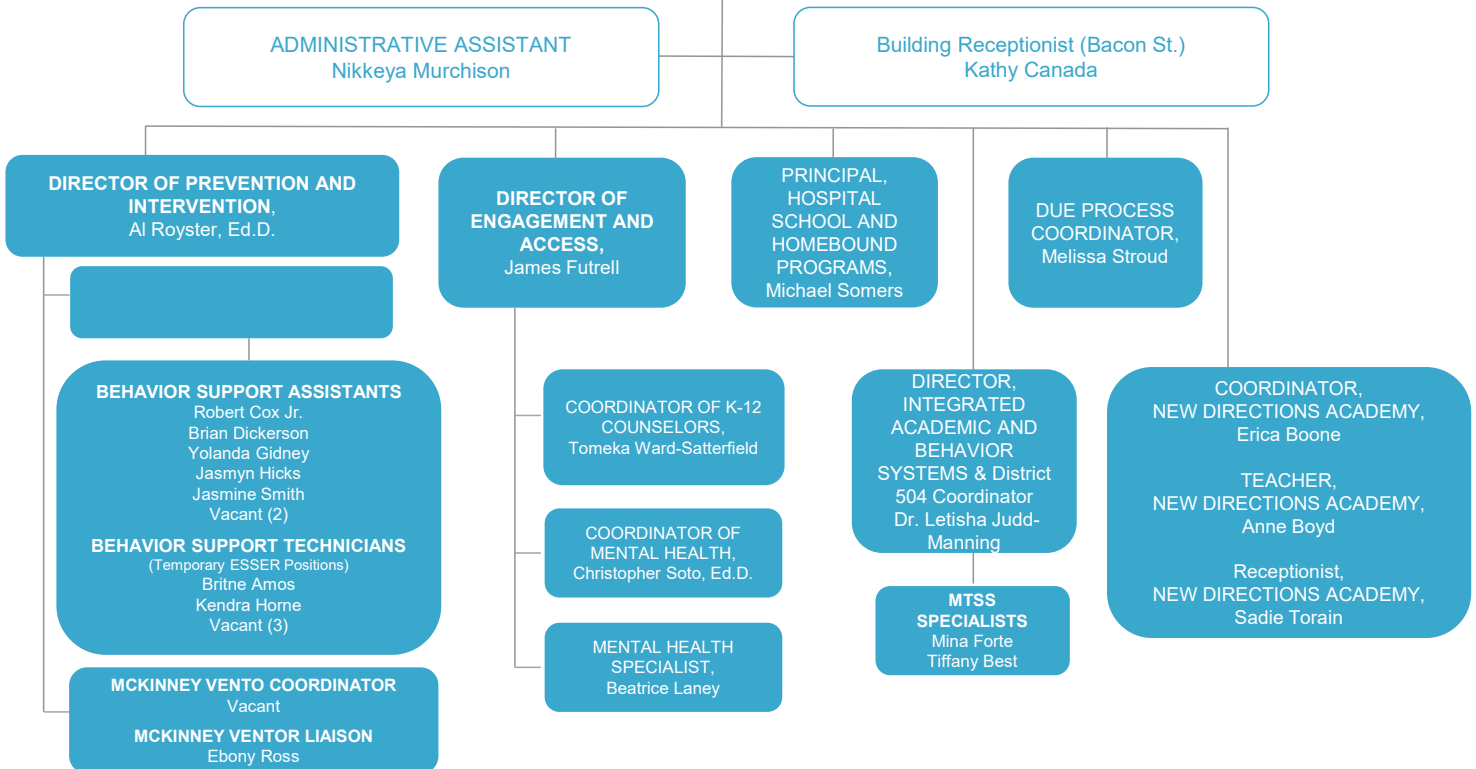 ADMINISTRATIVE ASSISTANT
Nikkeya Murchison
Building Receptionist (Bacon St.)
Kathy Canada
DIRECTOR OF PREVENTION AND
INTERVENTION,
Al Royster, Ed.D.
DIRECTOR OF
ENGAGEMENT AND
ACCESS,
James Futrell
PRINCIPAL,
HOSPITAL
SCHOOL AND
HOMEBOUND
PROGRAMS,
Michael Somers
DUE PROCESS
COORDINATOR,
Melissa Stroud
BEHAVIOR SUPPORT ASSISTANTS
Robert Cox Jr.
Brian Dickerson
Yolanda Gidney
Jasmyn Hicks
Jasmine Smith
Vacant (2)
BEHAVIOR SUPPORT TECHNICIANS
(Temporary ESSER Positions)
Britne Amos
Kendra Horne
Vacant (3)
MCKINNEY VENTO COORDINATOR
Vacant
MCKINNEY VENTOR LIAISON
Ebony Ross
COORDINATOR OF K-12
COUNSELORS,
Tomeka Ward-Satterfield
COORDINATOR OF
MENTAL HEALTH,
Christopher Soto, Ed.D.
MENTAL HEALTH
SPECIALIST,
Beatrice Laney
DIRECTOR,
INTEGRATED
ACADEMIC AND
BEHAVIOR
SYSTEMS & District
504 Coordinator
Dr. Letisha Judd-
Manning
MTSS
SPECIALISTS
Mina Forte
Tiffany Best
COORDINATOR,
NEW DIRECTIONS ACADEMY,
Erica Boone
TEACHER,
NEW DIRECTIONS ACADEMY,
Anne Boyd
Receptionist,
NEW DIRECTIONS ACADEMY,
Sadie Torain